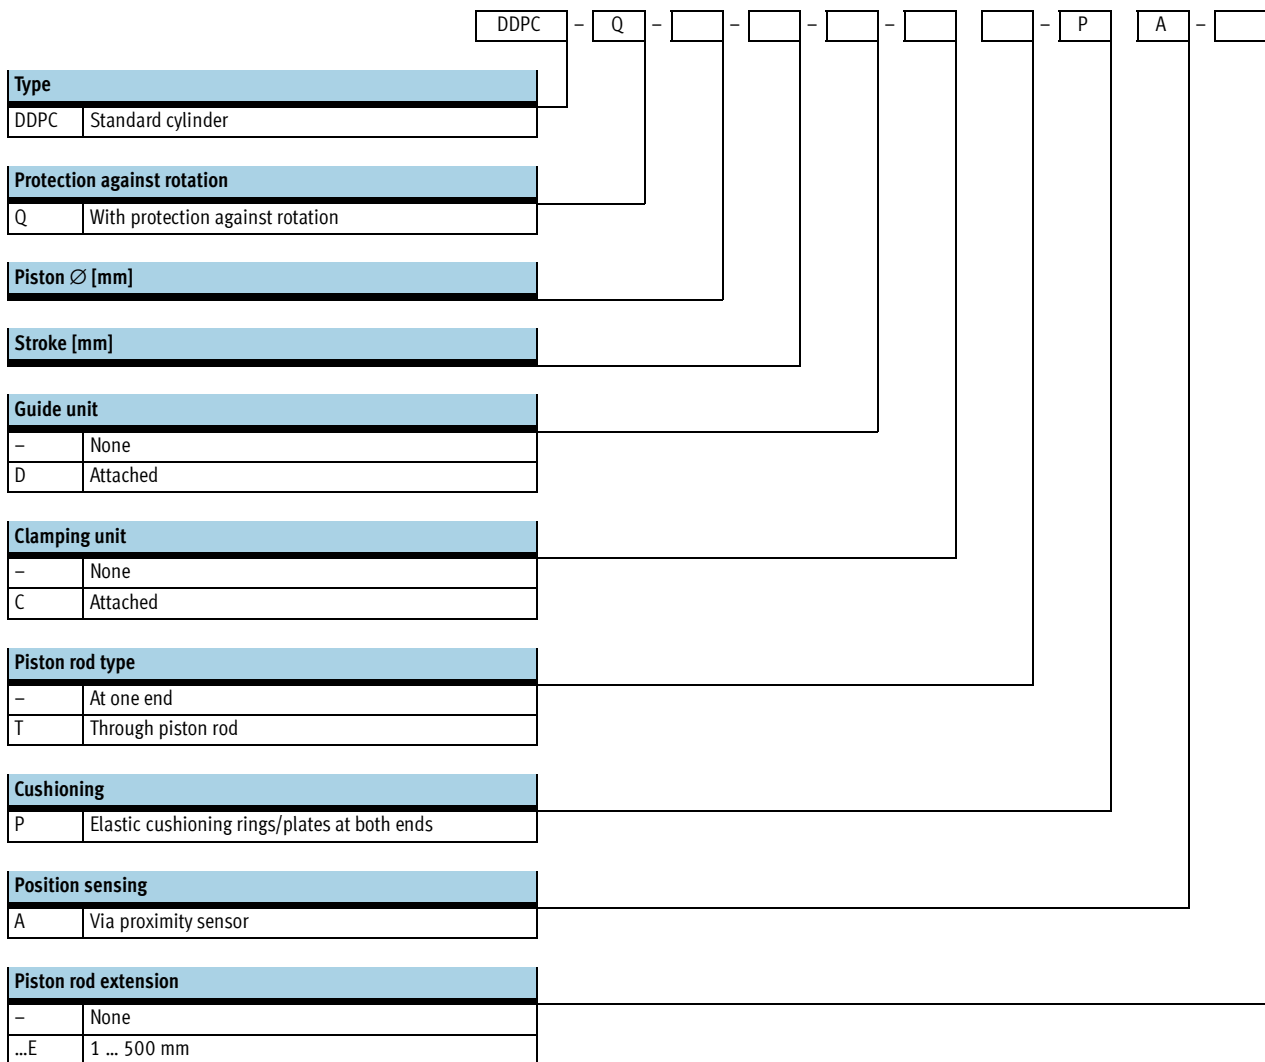 DDPC – Q – – – – – P A –
Type
DDPC Standard cylinder
Protection against rotation
Q With protection against rotation
Piston ∅ [mm]
Stroke [mm]
Guide unit
– None
D Attached
Clamping unit
– None
C Attached
Piston rod type
– At one end
T Through piston rod
Cushioning
P Elastic cushioning rings/plates at both ends
Position sensing
A Via proximity sensor
Piston rod extension
– None
...E 1 ... 500 mm